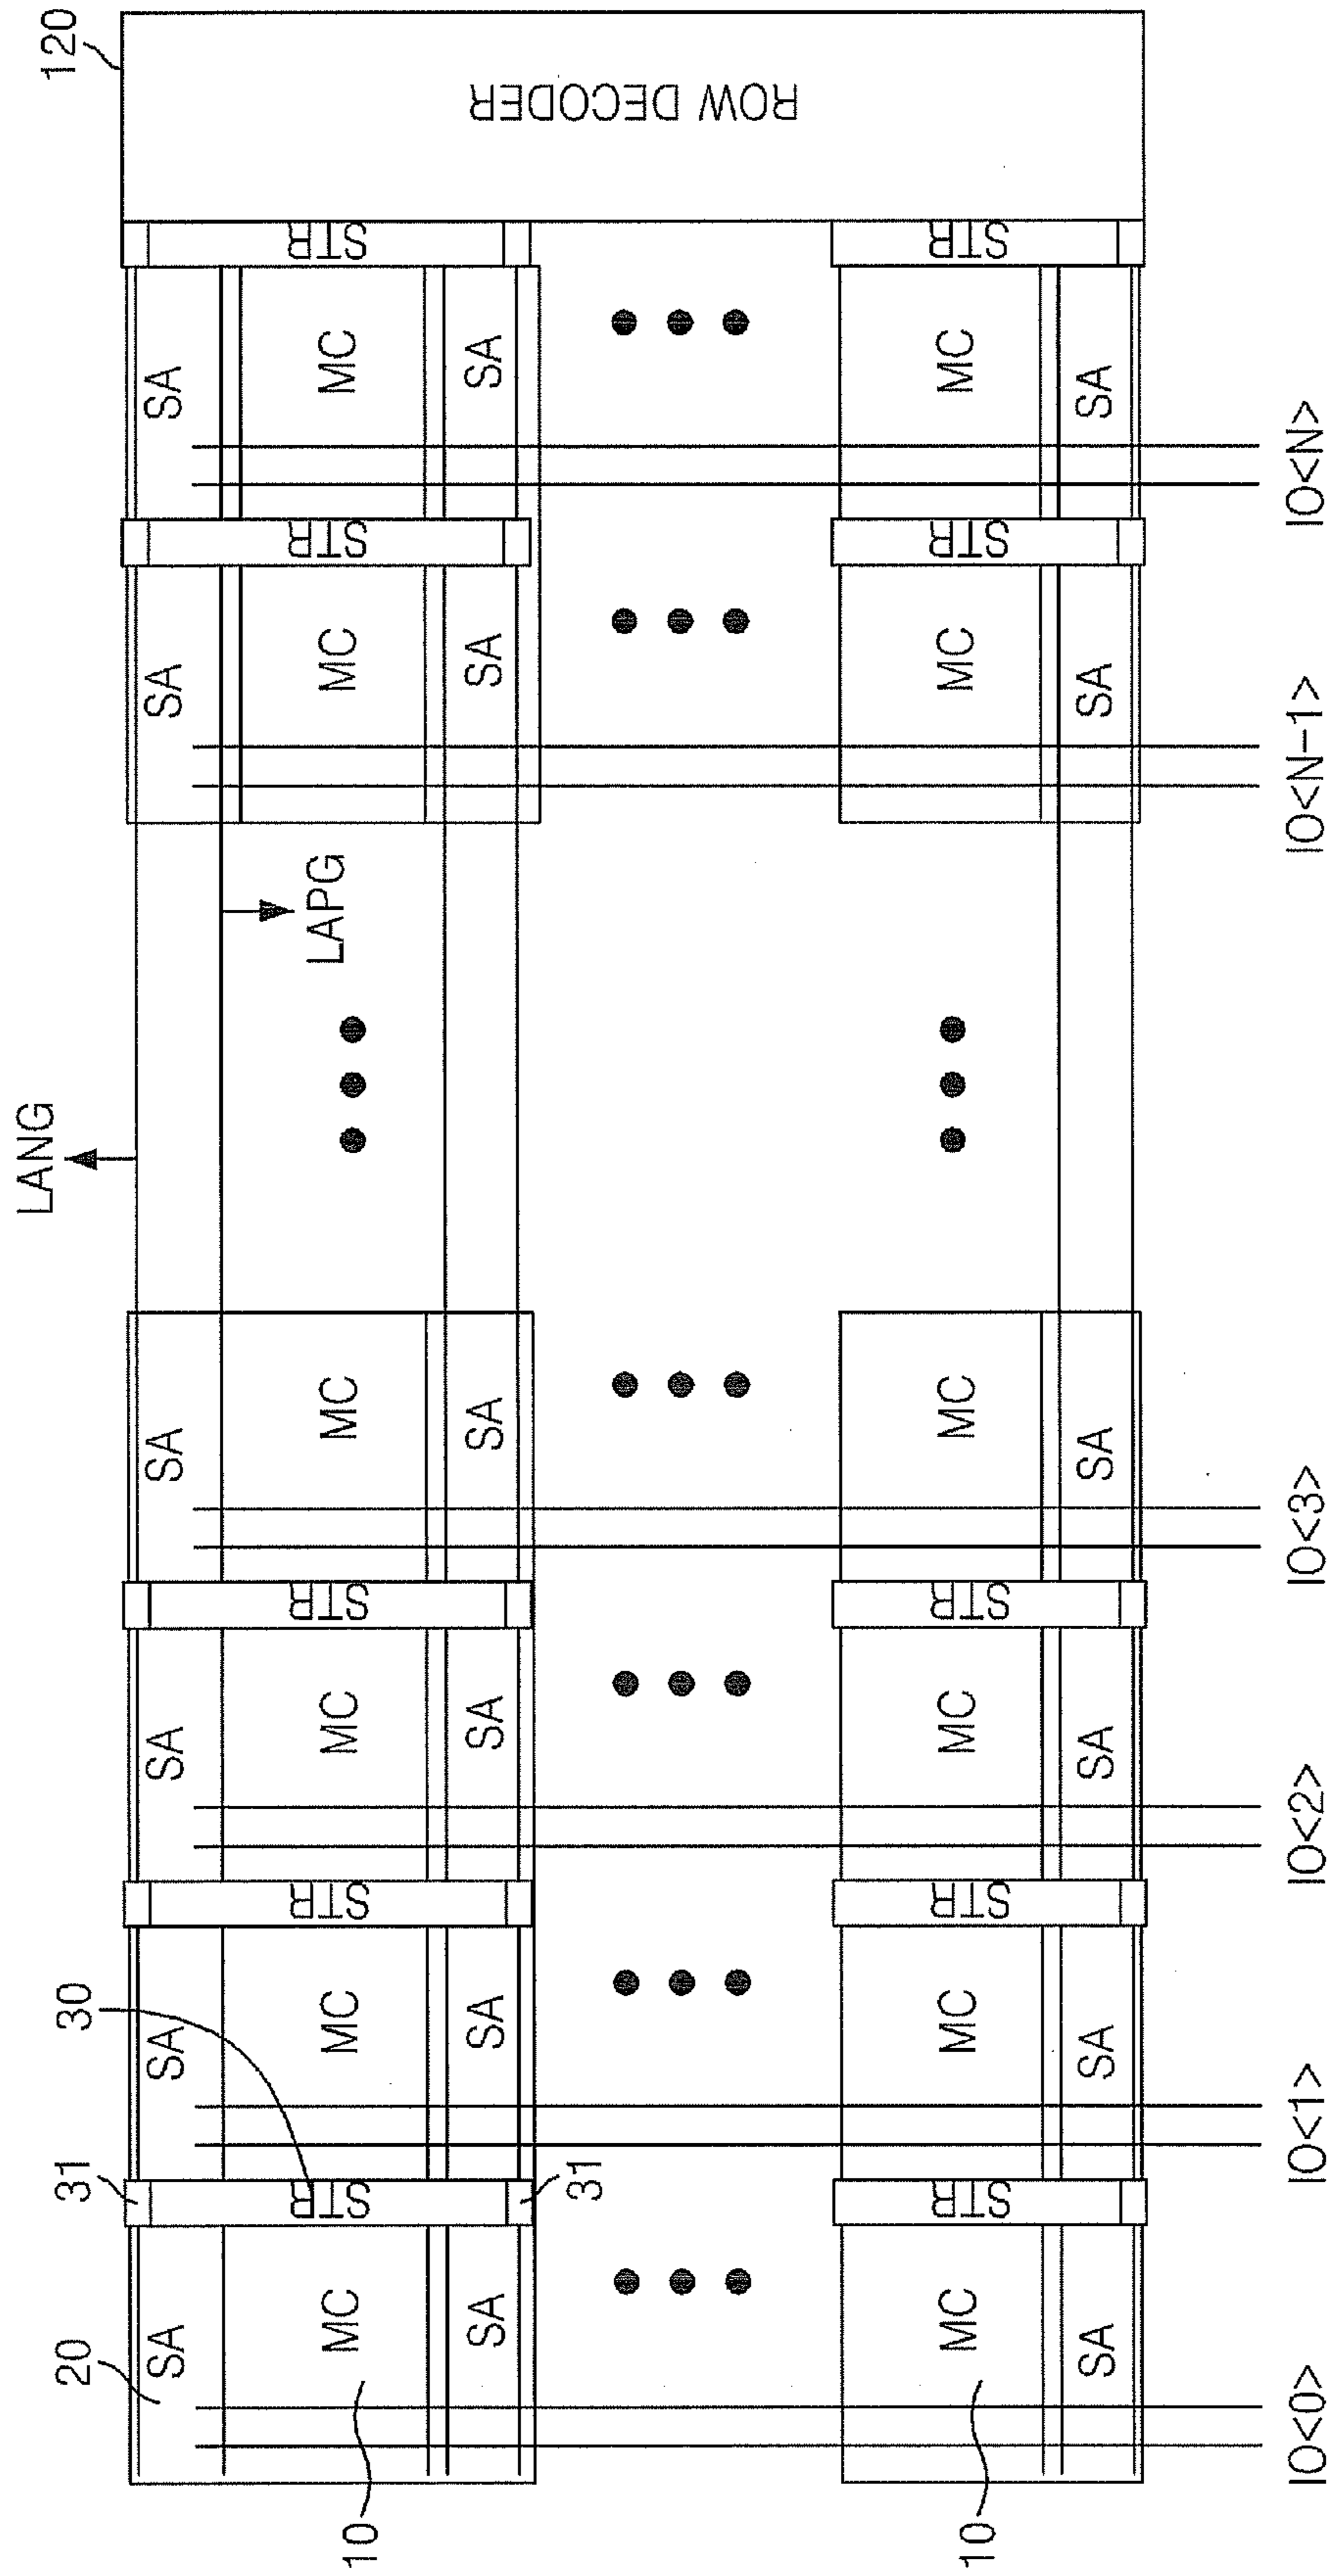 LANG
20
31
30
120
SA
SA
SA
SA
SA
SA
10
MC
STR
MC
STR
MC
STR
MC
LAPG
MC
STR
MC
STR
SA
SA
SA
SA
SA
SA
31
ROW DECODER
10
MC
STR
MC
STR
MC
STR
MC
MC
STR
MC
STR
SA
SA
SA
SA
SA
SA
IO<0>
IO<1>
IO<2>
IO<3>
IO<N-1>
IO<N>